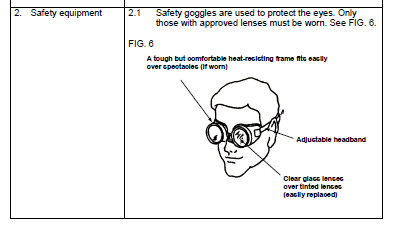 2. Safety equipment
2.1 Safety goggles are used to protect the eyes. Only
those with approved lenses must be worn. See FIG. 6.
FIG. 6
A tough but comfortable heat-resisting frame fits easily
over spectacles (if worn)
Adjustable headband
Clear glass lenses
over tinted lenses
(easily replaced)